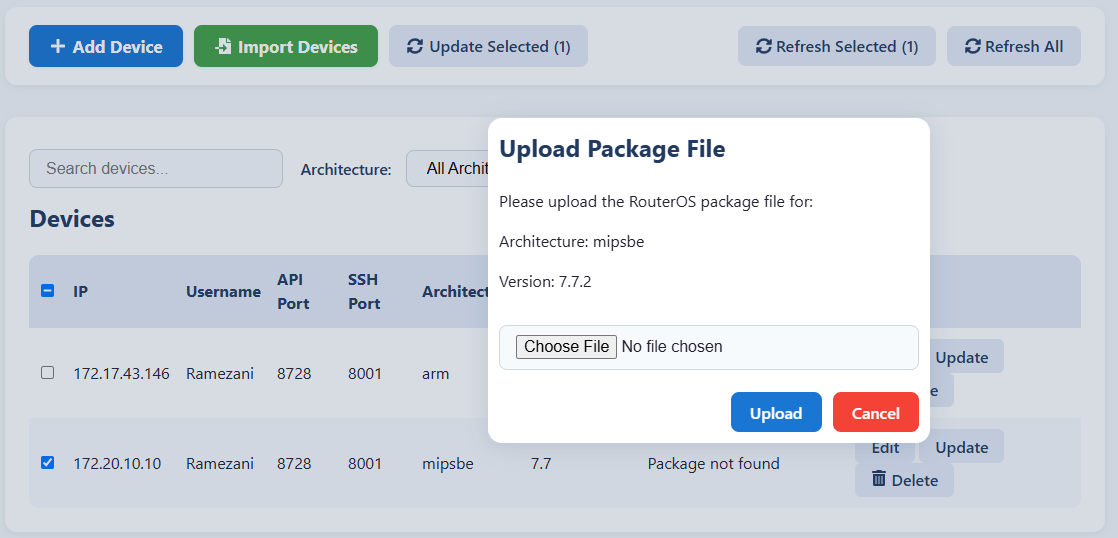 Add Device Import Devices Update Selected (1) Refresh Selected (1) Refresh All
Upload Package File
Please upload the RouterOS package file for:
Architecture: mipsbe
Version: 7.7.2
Choose File No file chosen
Upload Cancel
Search devices... Architecture: All Archit
Devices
IP Username API Port SSH Port Architect
172.17.43.146 Ramezani 8728 8001 arm Update
e
172.20.10.10 Ramezani 8728 8001 mipsbe 7.7 Package not found Edit Update
Delete